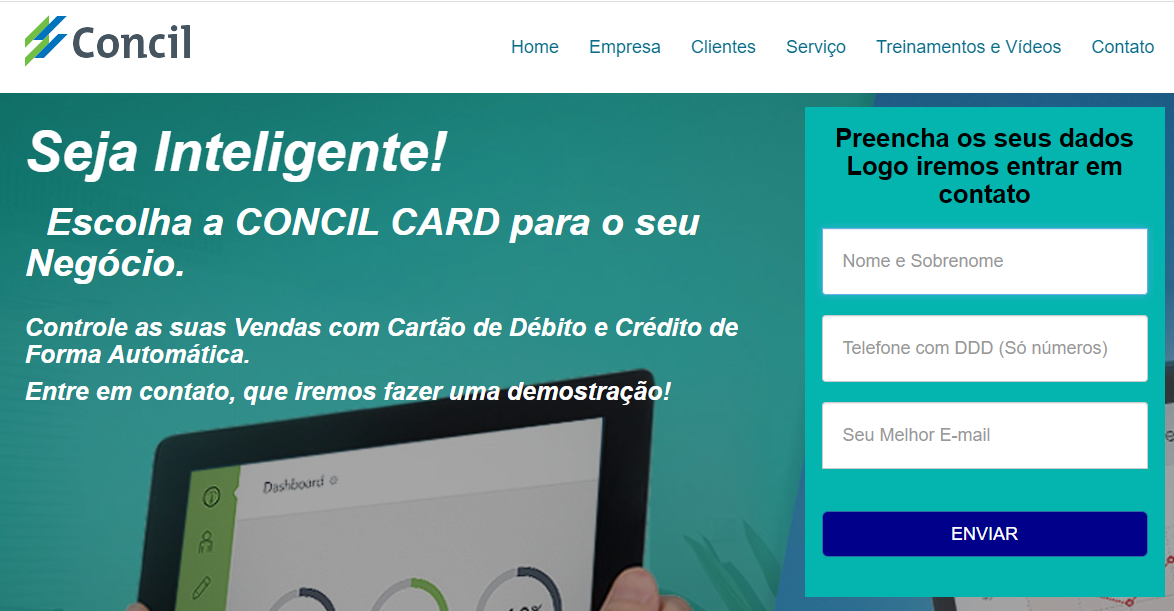 Concil
Home
Empresa
Clientes
Serviço
Treinamentos e Vídeos
Contato
Seja Inteligente!
Escolha a CONCIL CARD para o seu
Negócio.
Controle as suas Vendas com Cartão de Débito e Crédito de
Forma Automática.
Entre em contato, que iremos fazer uma demostração!
Dashboard
Preencha os seus dados
Logo iremos entrar em
contato
Nome e Sobrenome
Telefone com DDD (Só números)
Seu Melhor E-mail
ENVIAR